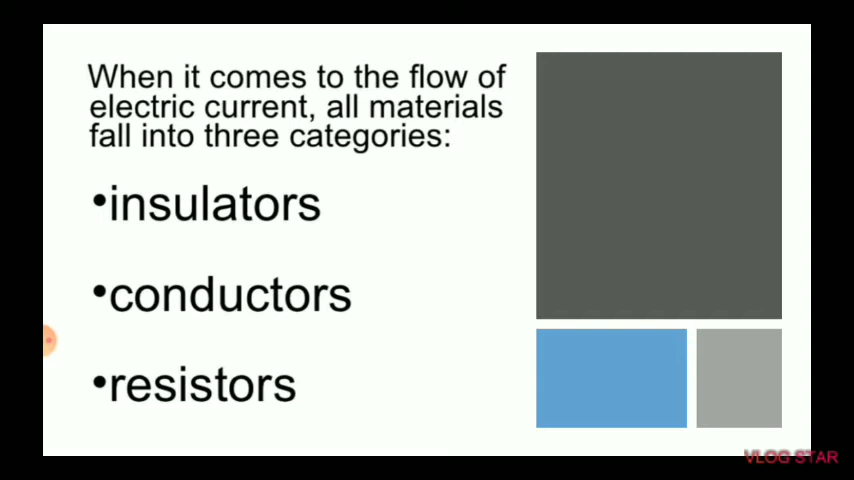 When it comes to the flow of
electric current, all materials
fall into three categories:
•insulators
•conductors
•resistors
VLOG STAR